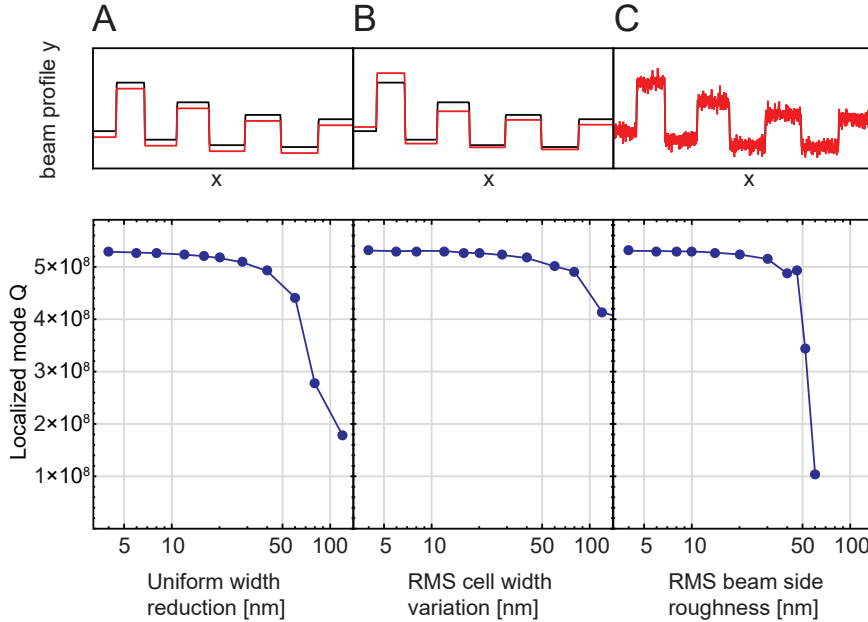 A B C
beam profile y
x x x
Localized mode Q
5×10⁸
4×10⁸
3×10⁸
2×10⁸
1×10⁸
5 10 50 100 5 10 50 100 5 10 50 100
Uniform width
reduction [nm]
RMS cell width
variation [nm]
RMS beam side
roughness [nm]